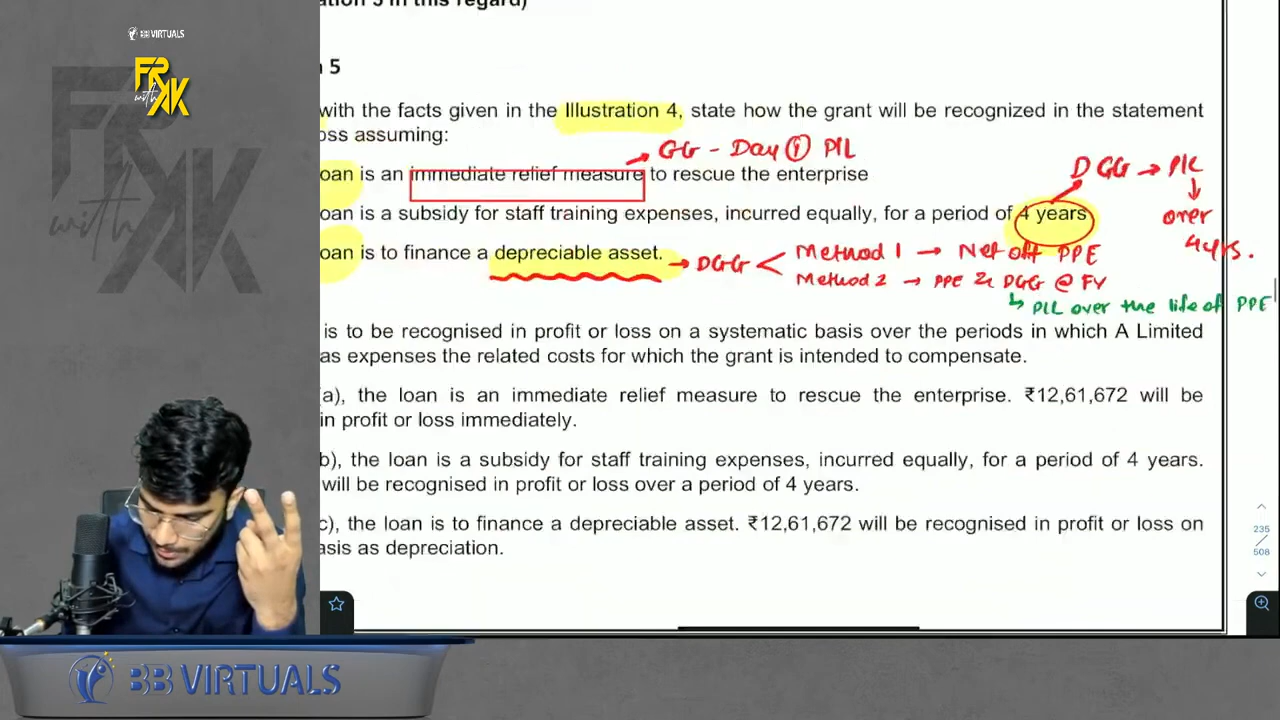 BB VIRTUALS
FR
with
AK
ation 5 in this regard)
n 5
with the facts given in the Illustration 4, state how the grant will be recognized in the statement
oss assuming:
GG - Day 1 P/L
oan is an immediate relief measure to rescue the enterprise
DGG → P/L
↓
over
4 yrs.
oan is a subsidy for staff training expenses, incurred equally, for a period of 4 years
oan is to finance a depreciable asset.
→ DGG < Method 1 → Net off PPE
Method 2 → PPE & DGG @ FV
↳ P/L over the life of PPE
is to be recognised in profit or loss on a systematic basis over the periods in which A Limited
as expenses the related costs for which the grant is intended to compensate.
(a), the loan is an immediate relief measure to rescue the enterprise. ₹12,61,672 will be
in profit or loss immediately.
b), the loan is a subsidy for staff training expenses, incurred equally, for a period of 4 years.
will be recognised in profit or loss over a period of 4 years.
c), the loan is to finance a depreciable asset. ₹12,61,672 will be recognised in profit or loss on
asis as depreciation.
235
508
BB VIRTUALS